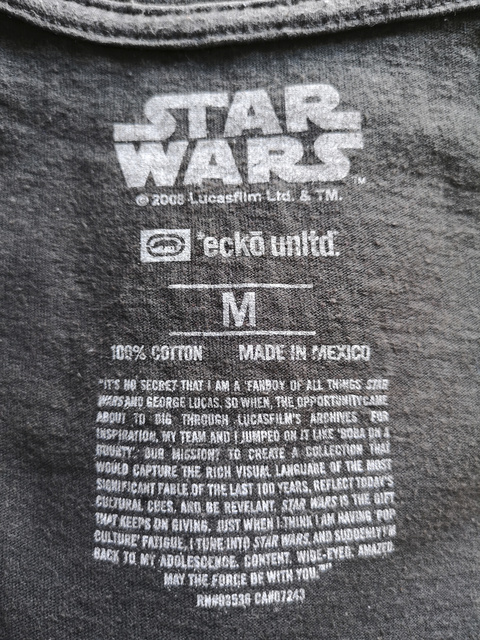 STAR
WARS™
© 2008 Lucasfilm Ltd. & TM.
*eckō unltd.
M
100% COTTON MADE IN MEXICO
"IT'S NO SECRET THAT I AM A 'FANBOY' OF ALL THINGS STAR
WARS AND GEORGE LUCAS. SO WHEN, THE OPPORTUNITY CAME
ABOUT TO DIG THROUGH LUCASFILM'S ARCHIVES FOR
INSPIRATION, MY TEAM AND I JUMPED ON IT LIKE 'BOBA ON A
BOUNTY.' OUR MISSION? TO CREATE A COLLECTION THAT
WOULD CAPTURE THE RICH VISUAL LANGUAGE OF THE MOST
SIGNIFICANT FABLE OF THE LAST 100 YEARS, REFLECT TODAY'S
CULTURAL CUES, AND BE REVELANT. STAR WARS IS THE GIFT
THAT KEEPS ON GIVING. JUST WHEN I THINK I AM HAVING 'POP
CULTURE' FATIGUE, I TUNE INTO STAR WARS, AND SUDDENLY I'M
BACK TO MY ADOLESCENCE. CONTENT. WIDE-EYED. AMAZED.
MAY THE FORCE BE WITH YOU."
RN#93536 CA#07243